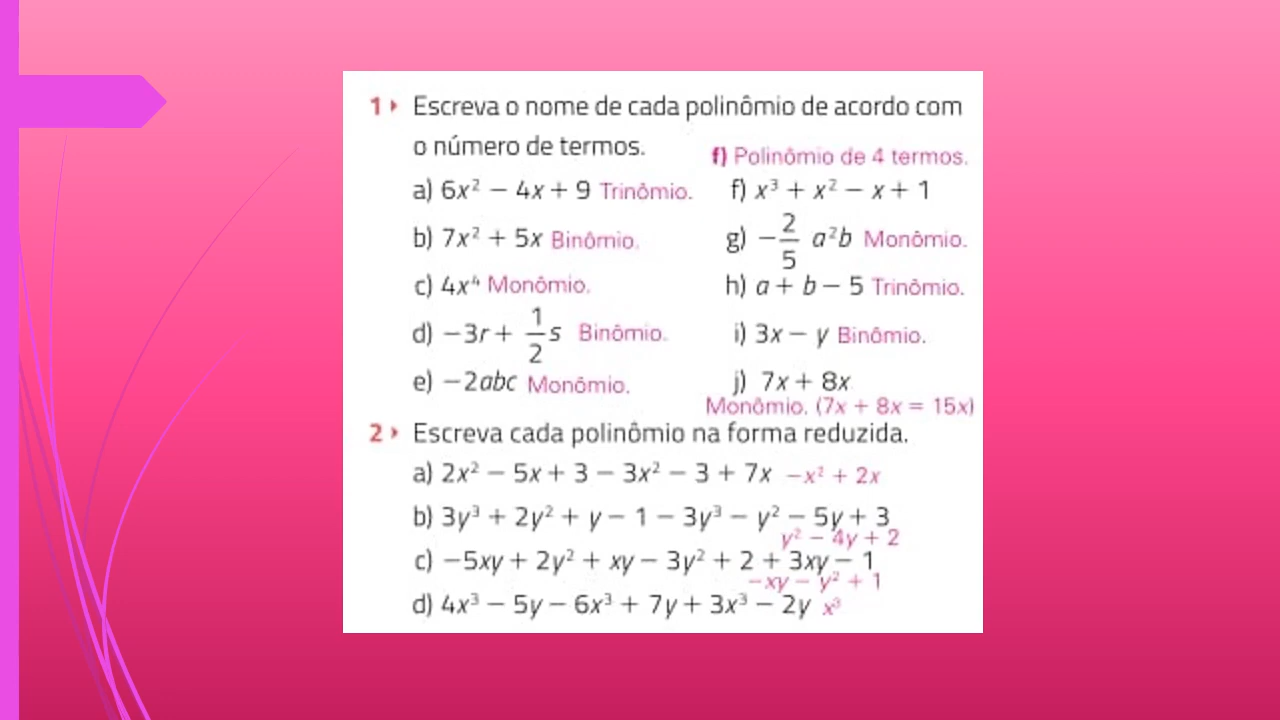 1 Escreva o nome de cada polinômio de acordo com
o número de termos.
f) Polinômio de 4 termos.
a) 6x² − 4x + 9 Trinômio.
f) x³ + x² − x + 1
b) 7x² + 5x Binômio.
g) −2/5 a²b Monômio.
c) 4x⁴ Monômio.
h) a + b − 5 Trinômio.
d) −3r + 1/2 s Binômio.
i) 3x − y Binômio.
e) −2abc Monômio.
j) 7x + 8x
Monômio. (7x + 8x = 15x)
2 Escreva cada polinômio na forma reduzida.
a) 2x² − 5x + 3 − 3x² − 3 + 7x −x² + 2x
b) 3y³ + 2y² + y − 1 − 3y³ − y² − 5y + 3
y² − 4y + 2
c) −5xy + 2y² + xy − 3y² + 2 + 3xy − 1
−xy − y² + 1
d) 4x³ − 5y − 6x³ + 7y + 3x³ − 2y x³